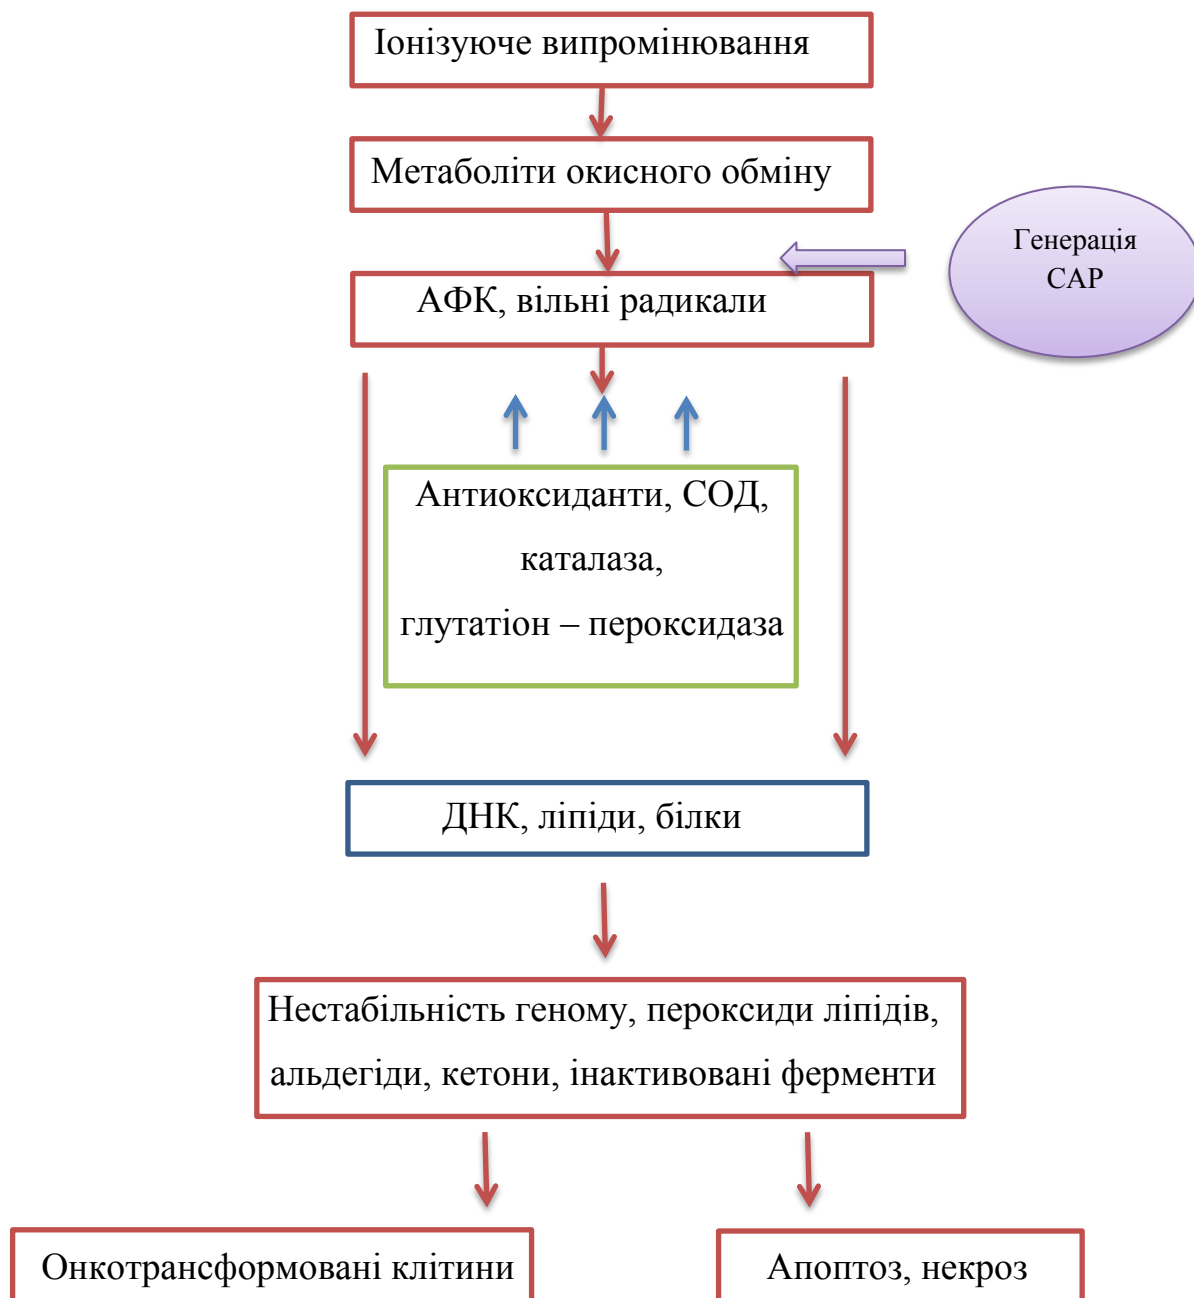 Іонізуюче випромінювання
Метаболіти окисного обміну
Генерація
САР
АФК, вільні радикали
Антиоксиданти, СОД,
каталаза,
глутатіон – пероксидаза
ДНК, ліпіди, білки
Нестабільність геному, пероксиди ліпідів,
альдегіди, кетони, інактивовані ферменти
Онкотрансформовані клітини
Апоптоз, некроз